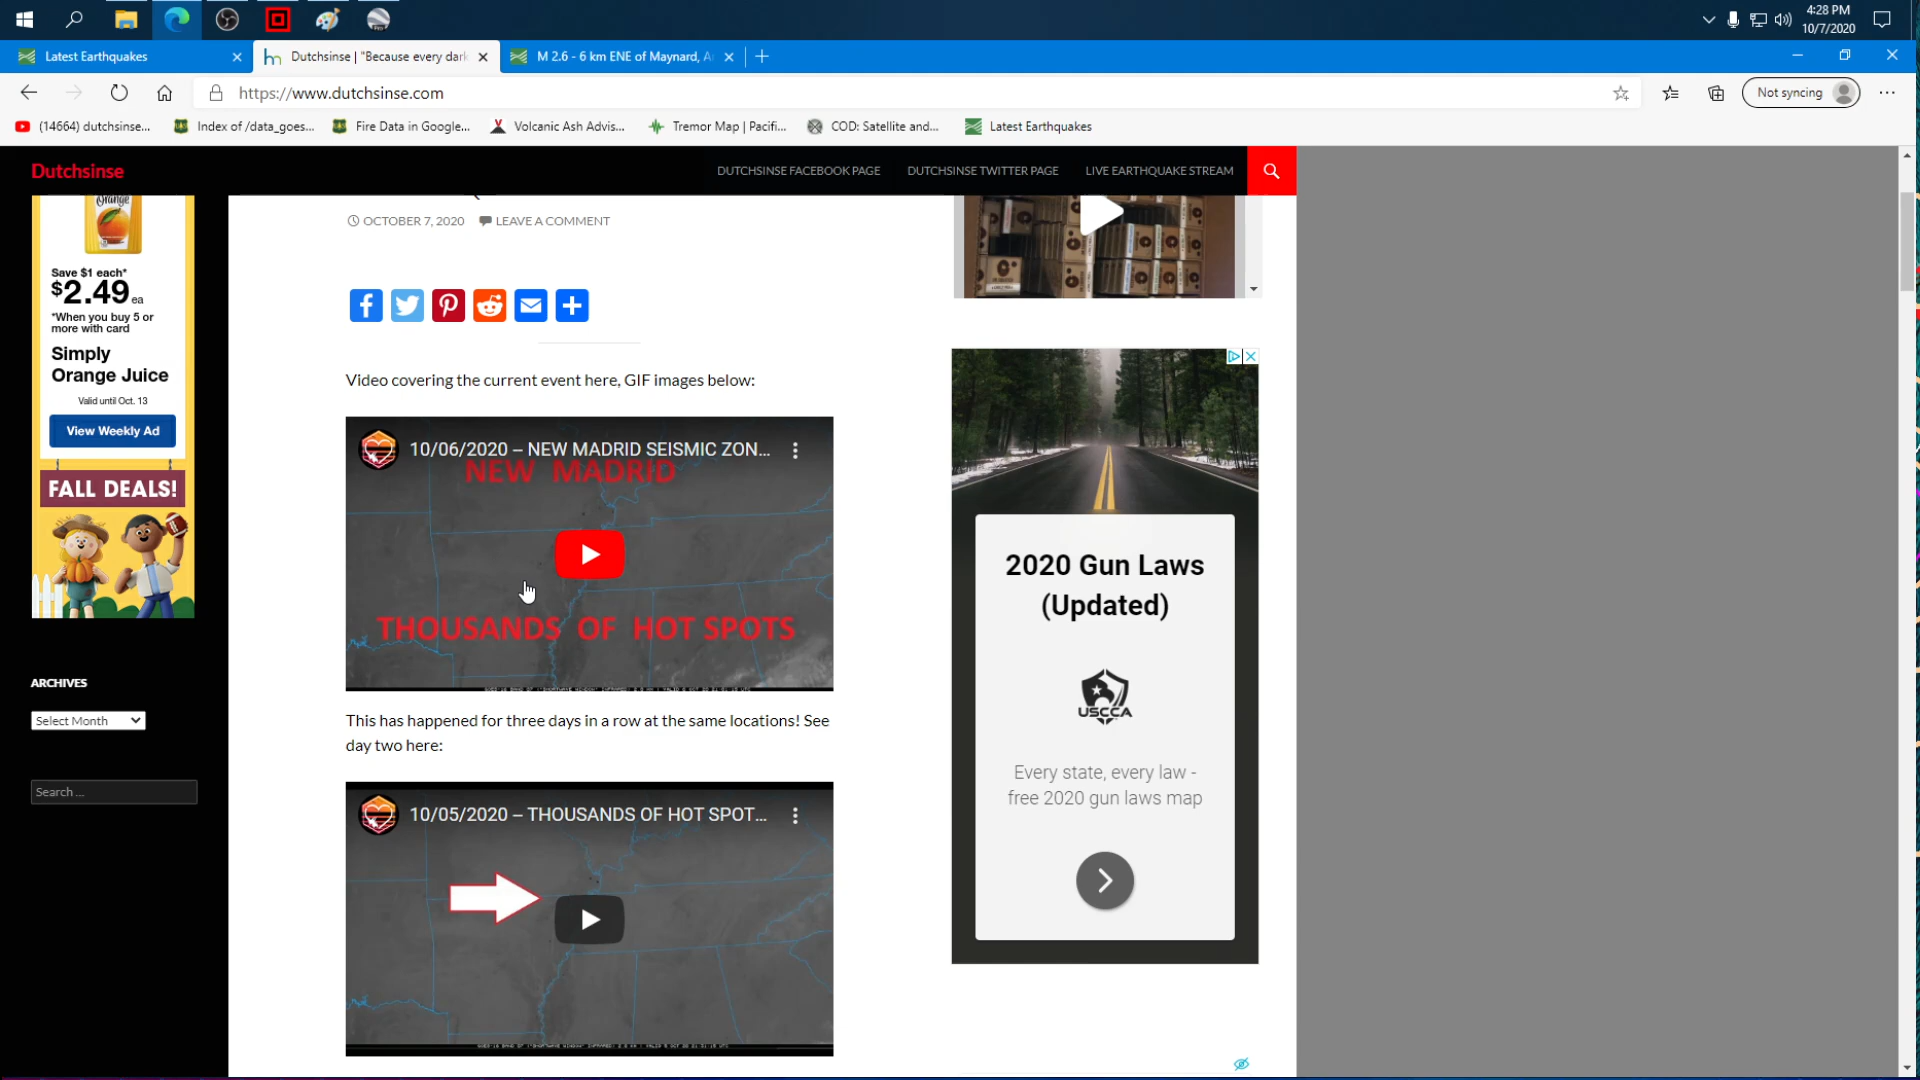 4:28 PM
10/7/2020
Latest Earthquakes
Dutchsinse | "Because every dark
M 2.6 - 6 km ENE of Maynard, A
https://www.dutchsinse.com
Not syncing
(14664) dutchsinse...
Index of /data_goes...
Fire Data in Google...
Volcanic Ash Advis...
Tremor Map | Pacifi...
COD: Satellite and...
Latest Earthquakes
Dutchsinse
DUTCHSINSE FACEBOOK PAGE
DUTCHSINSE TWITTER PAGE
LIVE EARTHQUAKE STREAM
Orange
Save $1 each*
$2.49 ea
*When you buy 5 or
more with card
Simply
Orange Juice
Valid until Oct. 13
View Weekly Ad
FALL DEALS!
ARCHIVES
Select Month
Search ...
OCTOBER 7, 2020
LEAVE A COMMENT
Video covering the current event here, GIF images below:
10/06/2020 – NEW MADRID SEISMIC ZON...
NEW MADRID
THOUSANDS OF HOT SPOTS
This has happened for three days in a row at the same locations! See
day two here:
10/05/2020 – THOUSANDS OF HOT SPOT...
2020 Gun Laws
(Updated)
USCCA
Every state, every law -
free 2020 gun laws map